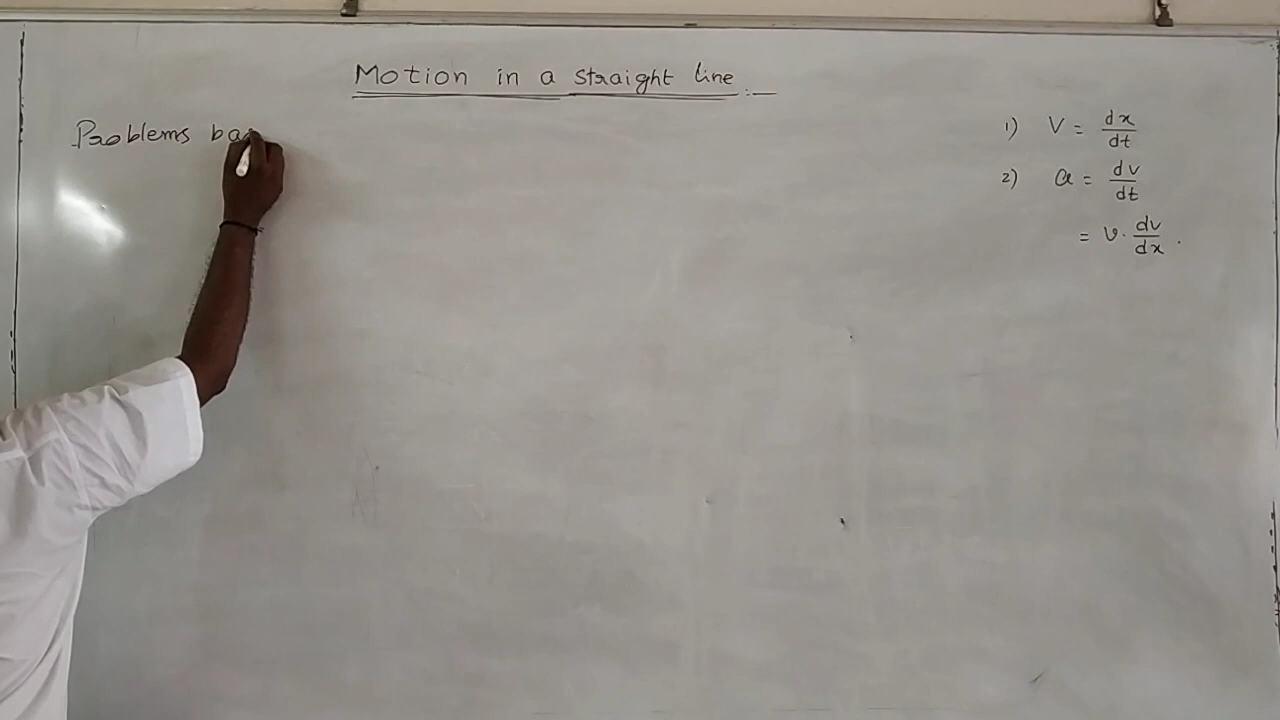 Motion in a straight line :—
Problems ba
1) V = dx/dt
2) a = dv/dt
= v · dv/dx .